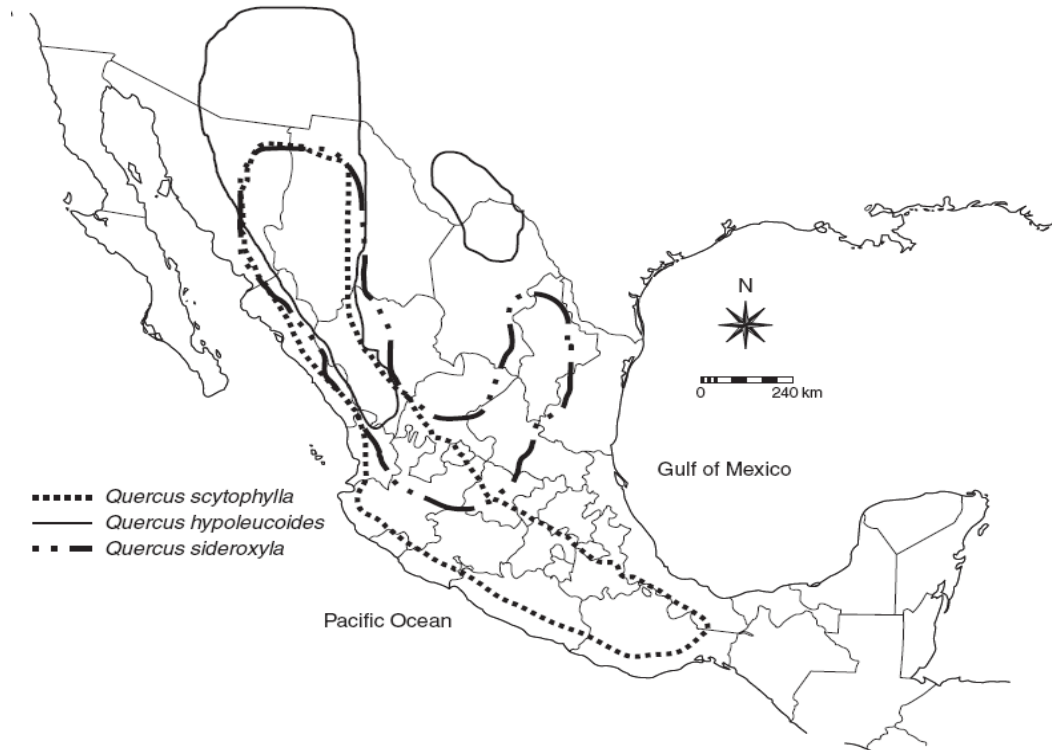 N
0 240 km
Gulf of Mexico
Quercus scytophylla
Quercus hypoleucoides
Quercus sideroxyla
Pacific Ocean